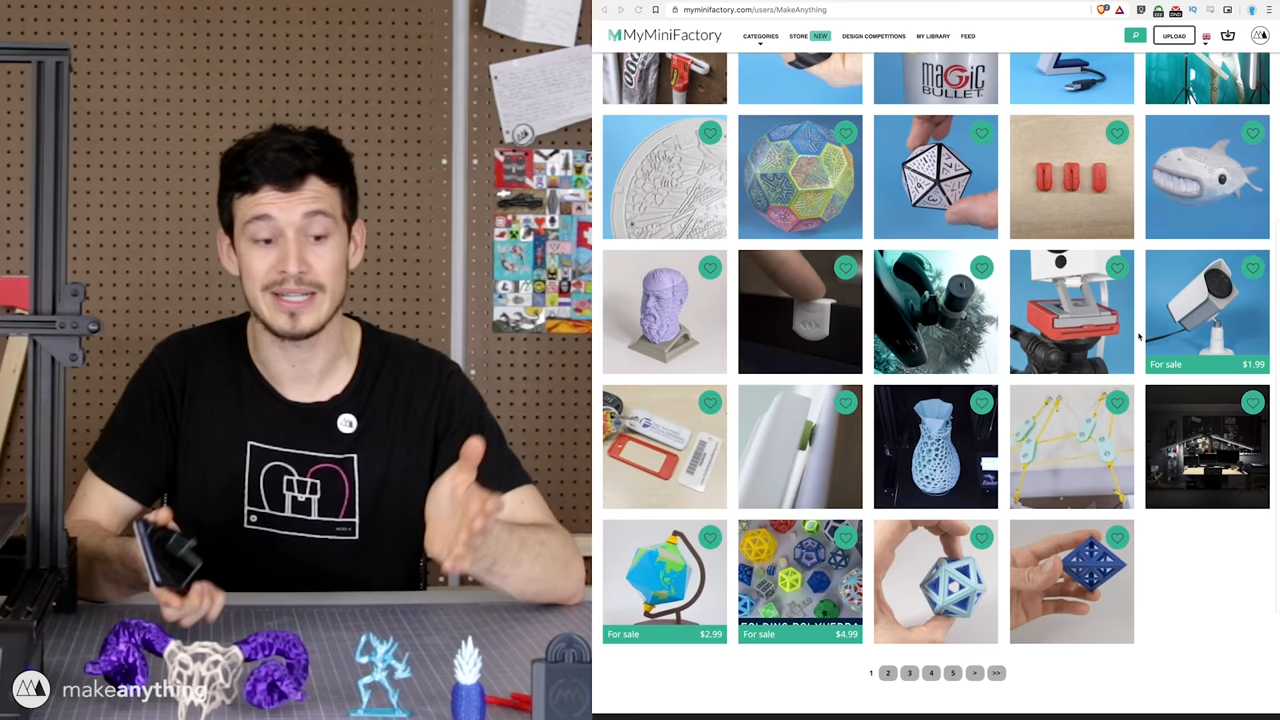 myminifactory.com/users/MakeAnything
MyMiniFactory
CATEGORIES
STORE NEW
DESIGN COMPETITIONS
MY LIBRARY
FEED
UPLOAD
MAGIC
BULLET
For sale $1.99
For sale $2.99
For sale $4.99
1 2 3 4 5 > >>
makeanything